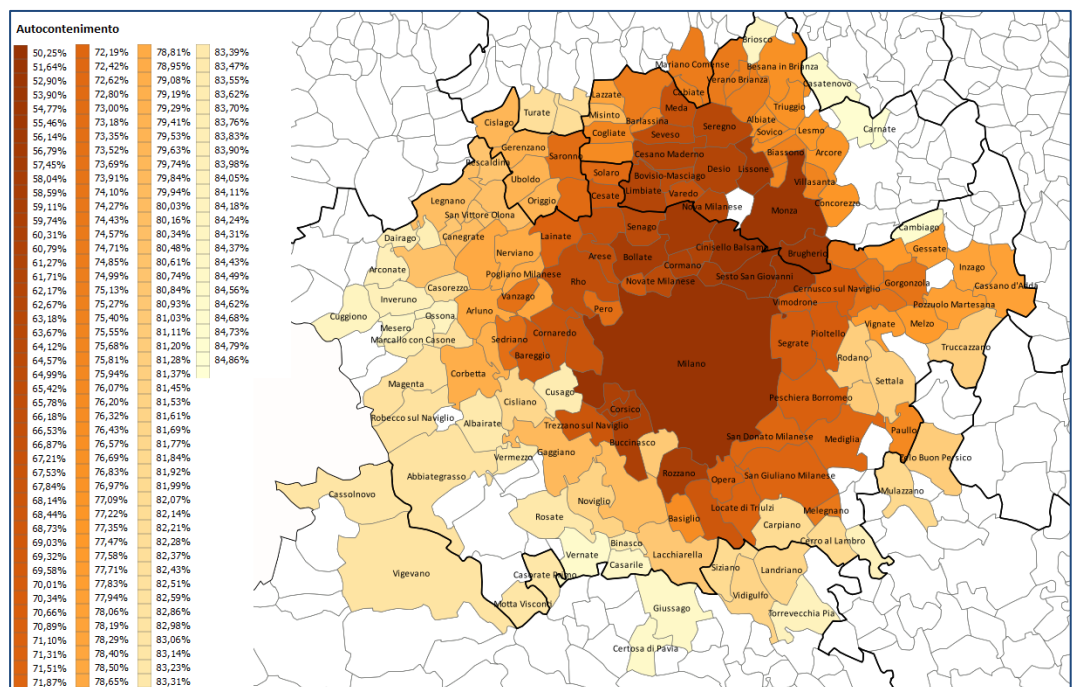 Autocontenimento
50,25%
51,64%
52,90%
53,90%
54,77%
55,46%
56,14%
56,79%
57,45%
58,04%
58,59%
59,11%
59,74%
60,31%
60,79%
61,27%
61,71%
62,17%
62,67%
63,18%
63,67%
64,12%
64,57%
64,99%
65,42%
65,78%
66,18%
66,53%
66,87%
67,21%
67,53%
67,84%
68,14%
68,44%
68,73%
69,03%
69,32%
69,58%
70,01%
70,34%
70,66%
70,89%
71,10%
71,31%
71,51%
71,87%
72,19%
72,42%
72,62%
72,80%
73,00%
73,18%
73,35%
73,52%
73,69%
73,91%
74,10%
74,27%
74,43%
74,57%
74,71%
74,85%
74,99%
75,13%
75,27%
75,40%
75,55%
75,68%
75,81%
75,94%
76,07%
76,20%
76,32%
76,43%
76,57%
76,69%
76,83%
76,97%
77,09%
77,22%
77,35%
77,47%
77,58%
77,71%
77,83%
77,94%
78,06%
78,19%
78,29%
78,40%
78,50%
78,65%
78,81%
78,95%
79,08%
79,19%
79,29%
79,41%
79,53%
79,63%
79,74%
79,84%
79,94%
80,03%
80,16%
80,34%
80,48%
80,61%
80,74%
80,84%
80,93%
81,03%
81,11%
81,20%
81,28%
81,37%
81,45%
81,53%
81,61%
81,69%
81,77%
81,84%
81,92%
81,99%
82,07%
82,14%
82,21%
82,28%
82,37%
82,43%
82,51%
82,59%
82,86%
82,98%
83,06%
83,14%
83,23%
83,31%
83,39%
83,47%
83,55%
83,62%
83,70%
83,76%
83,83%
83,90%
83,98%
84,05%
84,11%
84,18%
84,24%
84,31%
84,37%
84,43%
84,49%
84,56%
84,62%
84,68%
84,73%
84,79%
84,86%
Briosco
Mariano Comense
Besana in Brianza
Verano Brianza
Casatenovo
Cabiate
Lazzate
Meda
Triuggio
Turate
Misinto
Barlassina
Albiate
Cislago
Cogliate
Seveso
Seregno
Sovico
Lesmo
Carnate
Gerenzano
Saronno
Cesano Maderno
Biassono
Arcore
Rescaldina
Solaro
Desio
Lissone
Uboldo
Bovisio-Masciago
Villasanta
Legnano
Origgio
Cesate
Limbiate
Varedo
Nova Milanese
Monza
Concorezzo
San Vittore Olona
Senago
Cambiago
Dairago
Canegrate
Lainate
Cinisello Balsamo
Brugherio
Gessate
Nerviano
Arese
Bollate
Cormano
Inzago
Arconate
Pogliano Milanese
Rho
Novate Milanese
Sesto San Giovanni
Cernusco sul Naviglio
Gorgonzola
Cassano d'Adda
Casorezzo
Vanzago
Inveruno
Pero
Vimodrone
Pozzuolo Martesana
Cuggiono
Ossona
Arluno
Vignate
Melzo
Mesero
Cornaredo
Pioltello
Marcallo con Casone
Sedriano
Segrate
Truccazzano
Bareggio
Rodano
Milano
Corbetta
Settala
Magenta
Cusago
Cisliano
Peschiera Borromeo
Robecco sul Naviglio
Corsico
Albairate
Trezzano sul Naviglio
Paullo
Buccinasco
San Donato Milanese
Mediglia
Gaggiano
Vermezzo
Abbiategrasso
Rozzano
San Giuliano Milanese
Opera
Mulazzano
Cassolnovo
Noviglio
Locate di Triulzi
Melegnano
Rosate
Basiglio
Carpiano
Cerro al Lambro
Binasco
Vernate
Lacchiarella
Casarile
Siziano
Landriano
Vigevano
Vidigulfo
Giussago
Torrevecchia Pia
Certosa di Pavia